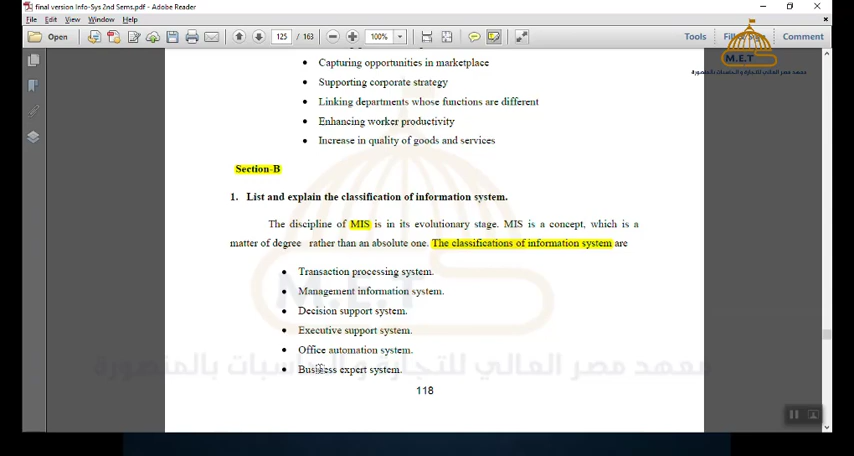 final version Info-Sys 2nd Sems.pdf - Adobe Reader
File Edit View Window Help
Open 125 / 163 100% Tools Comment
M.E.T
معهد مصر العالي للتجارة و الحاسبات بالمنصورة
• Capturing opportunities in marketplace
• Supporting corporate strategy
• Linking departments whose functions are different
• Enhancing worker productivity
• Increase in quality of goods and services
Section-B
1. List and explain the classification of information system.
The discipline of MIS is in its evolutionary stage. MIS is a concept, which is a
matter of degree rather than an absolute one. The classifications of information system are
• Transaction processing system.
• Management information system.
• Decision support system.
• Executive support system.
• Office automation system.
• Business expert system.
M.E.T
معهد مصر العالي للتجارة و الحاسبات بالمنصورة
118